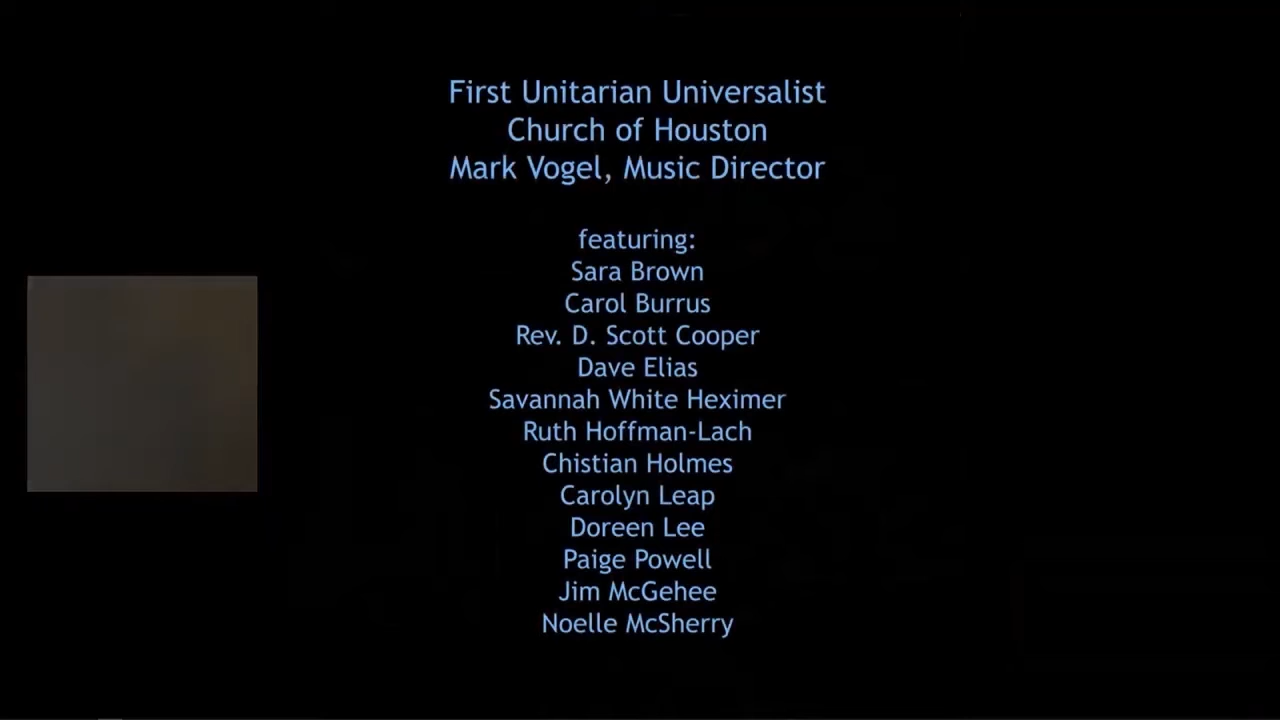 First Unitarian Universalist
Church of Houston
Mark Vogel, Music Director
featuring:
Sara Brown
Carol Burrus
Rev. D. Scott Cooper
Dave Elias
Savannah White Heximer
Ruth Hoffman-Lach
Chistian Holmes
Carolyn Leap
Doreen Lee
Paige Powell
Jim McGehee
Noelle McSherry